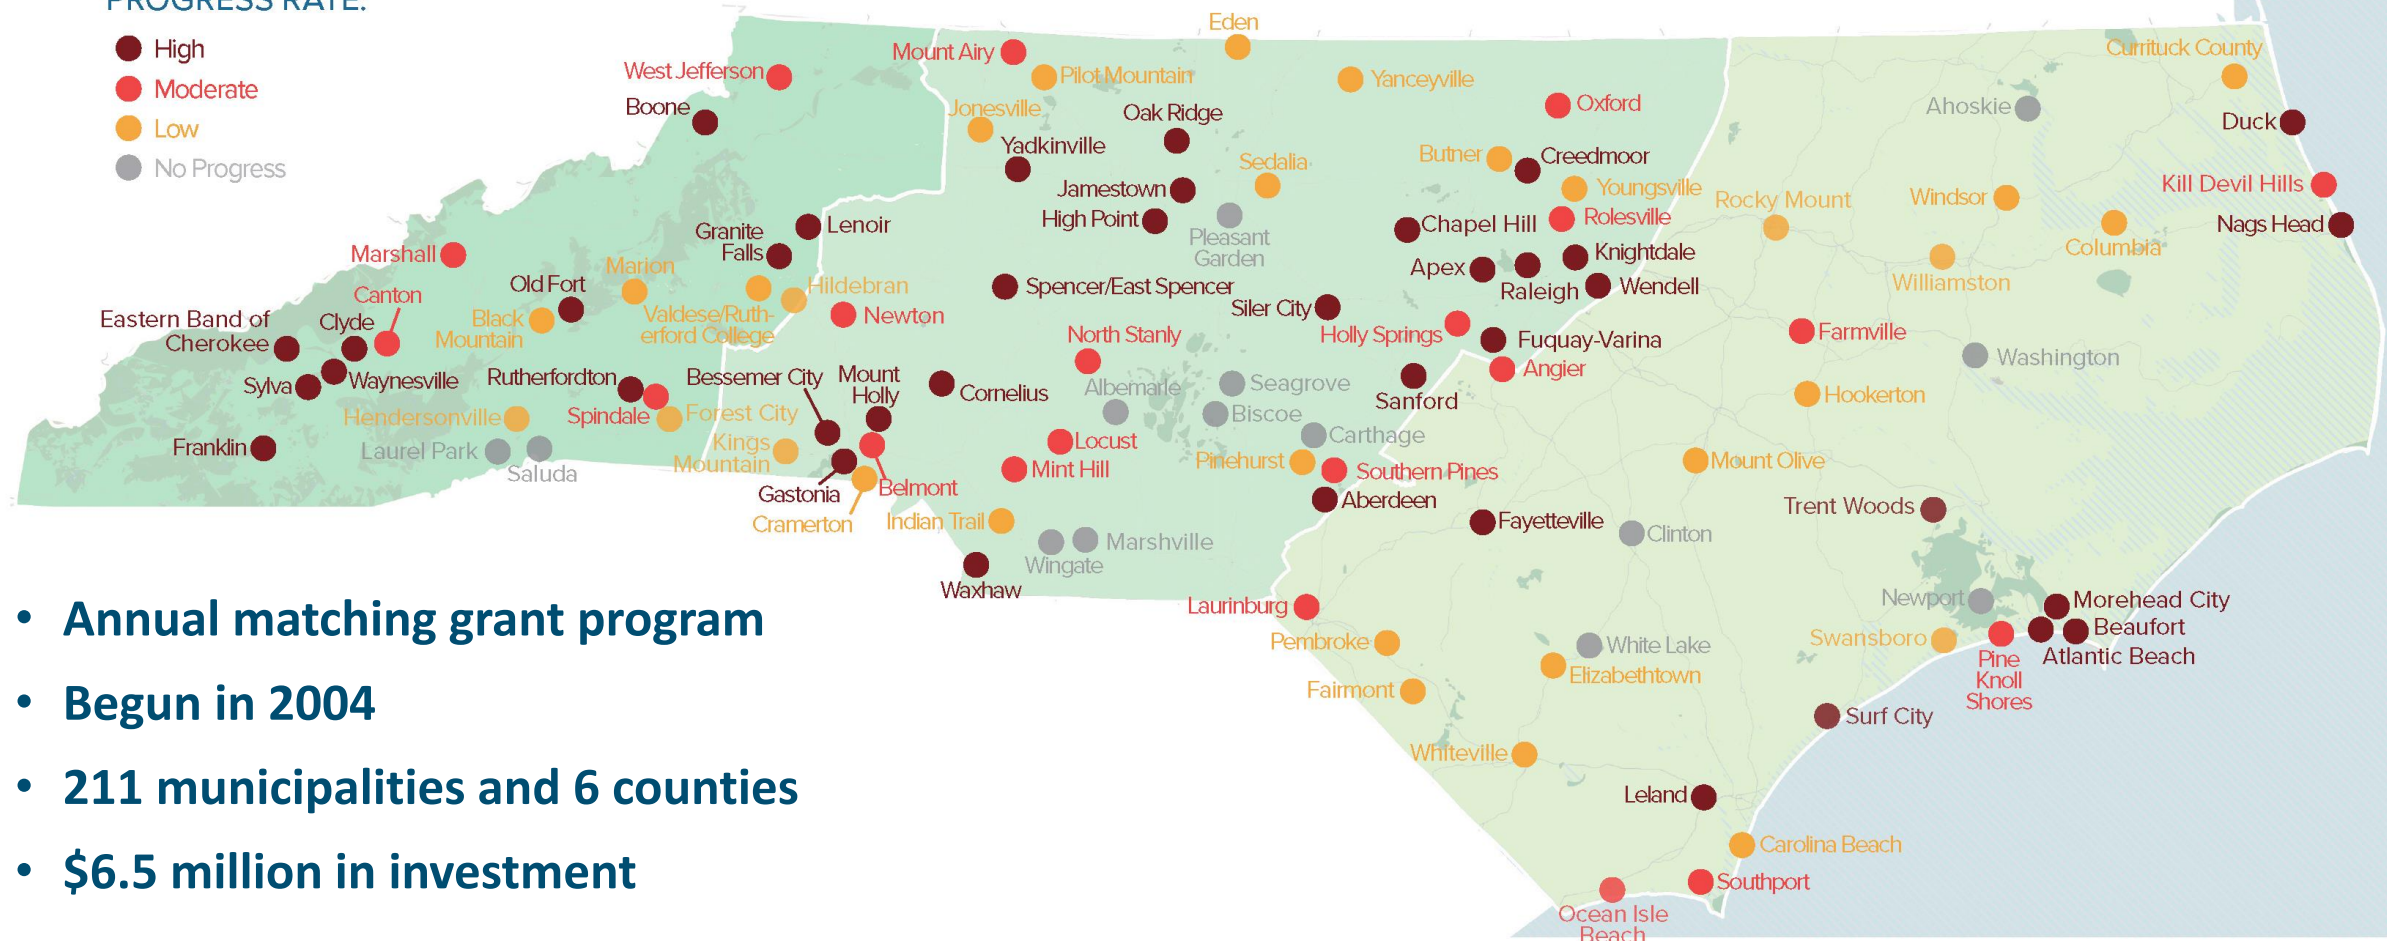 PROGRESS RATE:
High
Moderate
Low
No Progress
West Jefferson
Boone
Mount Airy
Pilot Mountain
Jonesville
Yadkinville
Eden
Yanceyville
Oak Ridge
Sedalia
Jamestown
High Point
Pleasant
Garden
Oxford
Butner
Creedmoor
Youngsville
Rolesville
Chapel Hill
Knightdale
Apex
Raleigh
Wendell
Currituck County
Ahoskie
Duck
Kill Devil Hills
Nags Head
Windsor
Rocky Mount
Columbia
Williamston
Granite
Falls
Lenoir
Marshall
Canton
Old Fort
Marion
Hildebran
Valdese/Ruth-
erford College
Newton
Black
Mountain
Eastern Band of
Cherokee
Clyde
Sylva
Waynesville
Rutherfordton
Spindale
Forest City
Hendersonville
Laurel Park
Saluda
Franklin
Spencer/East Spencer
Siler City
North Stanly
Holly Springs
Fuquay-Varina
Angier
Farmville
Washington
Hookerton
Bessemer City
Mount
Holly
Cornelius
Albemarle
Seagrove
Biscoe
Carthage
Sanford
Kings
Mountain
Gastonia
Belmont
Cramerton
Locust
Mint Hill
Indian Trail
Wingate
Marshville
Waxhaw
Pinehurst
Southern Pines
Aberdeen
Mount Olive
Fayetteville
Clinton
Trent Woods
Laurinburg
Pembroke
Fairmont
White Lake
Elizabethtown
Whiteville
Newport
Morehead City
Beaufort
Atlantic Beach
Swansboro
Pine
Knoll
Shores
Surf City
Leland
Carolina Beach
Southport
Ocean Isle
Beach
• Annual matching grant program
• Begun in 2004
• 211 municipalities and 6 counties
• $6.5 million in investment